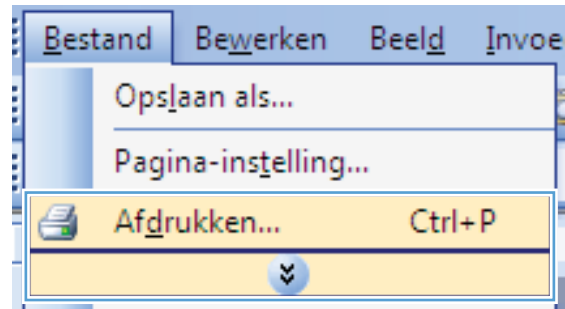 Bestand Bewerken Beeld Invoe
Opslaan als...
Pagina-instelling...
Afdrukken... Ctrl+P